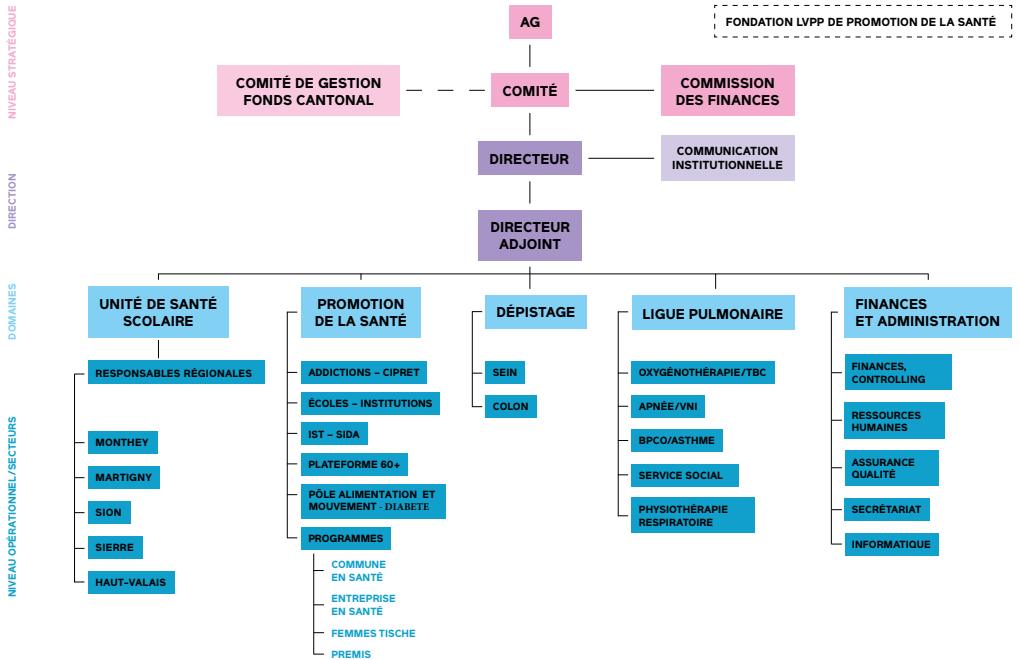 NIVEAU STRATÉGIQUE
AG
FONDATION LVPP DE PROMOTION DE LA SANTÉ
COMITÉ DE GESTION
FONDS CANTONAL
COMITÉ
COMMISSION
DES FINANCES
DIRECTION
DIRECTEUR
COMMUNICATION
INSTITUTIONNELLE
DIRECTEUR
ADJOINT
DOMAINES
UNITÉ DE SANTÉ
SCOLAIRE
PROMOTION
DE LA SANTÉ
DÉPISTAGE
LIGUE PULMONAIRE
FINANCES
ET ADMINISTRATION
NIVEAU OPÉRATIONNEL/SECTEURS
RESPONSABLES RÉGIONALES
MONTHEY
MARTIGNY
SION
SIERRE
HAUT-VALAIS
ADDICTIONS – CIPRET
ÉCOLES – INSTITUTIONS
IST – SIDA
PLATEFORME 60+
PÔLE ALIMENTATION ET
MOUVEMENT - DIABETE
PROGRAMMES
COMMUNE
EN SANTÉ
ENTREPRISE
EN SANTÉ
FEMMES TISCHE
PREMIS
SEIN
COLON
OXYGÉNOTHÉRAPIE/TBC
APNÉE/VNI
BPCO/ASTHME
SERVICE SOCIAL
PHYSIOTHÉRAPIE
RESPIRATOIRE
FINANCES,
CONTROLLING
RESSOURCES
HUMAINES
ASSURANCE
QUALITÉ
SECRÉTARIAT
INFORMATIQUE